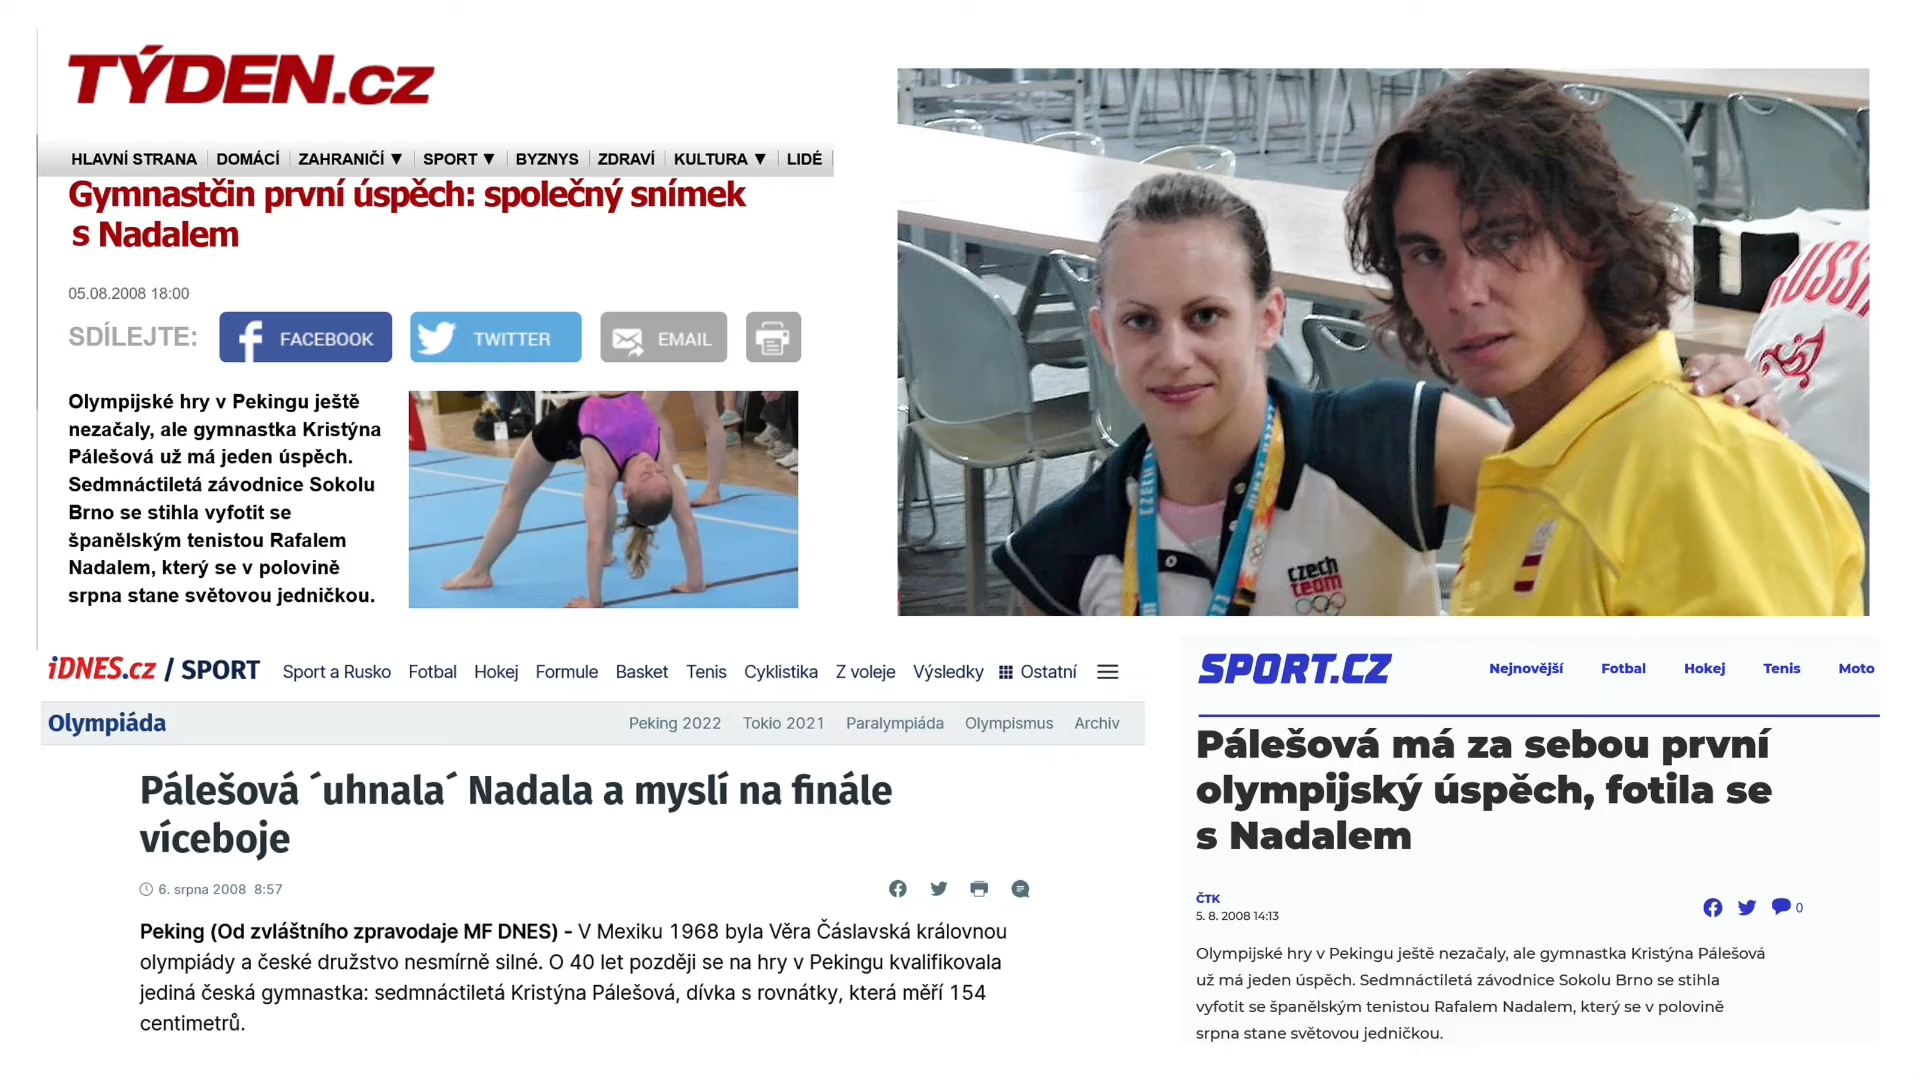 TÝDEN.cz
HLAVNÍ STRANA DOMÁCÍ ZAHRANIČÍ ▼ SPORT ▼ BYZNYS ZDRAVÍ KULTURA ▼ LIDÉ
Gymnastčin první úspěch: společný snímek
s Nadalem
05.08.2008 18:00
SDÍLEJTE: FACEBOOK TWITTER EMAIL
Olympijské hry v Pekingu ještě
nezačaly, ale gymnastka Kristýna
Pálešová už má jeden úspěch.
Sedmnáctiletá závodnice Sokolu
Brno se stihla vyfotit se
španělským tenistou Rafalem
Nadalem, který se v polovině
srpna stane světovou jedničkou.
czech
team
iDNES.cz / SPORT Sport a Rusko Fotbal Hokej Formule Basket Tenis Cyklistika Z voleje Výsledky Ostatní
Olympiáda Peking 2022 Tokio 2021 Paralympiáda Olympismus Archiv
Pálešová ´uhnala´ Nadala a myslí na finále
víceboje
6. srpna 2008 8:57
Peking (Od zvláštního zpravodaje MF DNES) - V Mexiku 1968 byla Věra Čáslavská královnou
olympiády a české družstvo nesmírně silné. O 40 let později se na hry v Pekingu kvalifikovala
jediná česká gymnastka: sedmnáctiletá Kristýna Pálešová, dívka s rovnátky, která měří 154
centimetrů.
SPORT.CZ Nejnovější Fotbal Hokej Tenis Moto
Pálešová má za sebou první
olympijský úspěch, fotila se
s Nadalem
ČTK
5. 8. 2008 14:13
0
Olympijské hry v Pekingu ještě nezačaly, ale gymnastka Kristýna Pálešová
už má jeden úspěch. Sedmnáctiletá závodnice Sokolu Brno se stihla
vyfotit se španělským tenistou Rafalem Nadalem, který se v polovině
srpna stane světovou jedničkou.